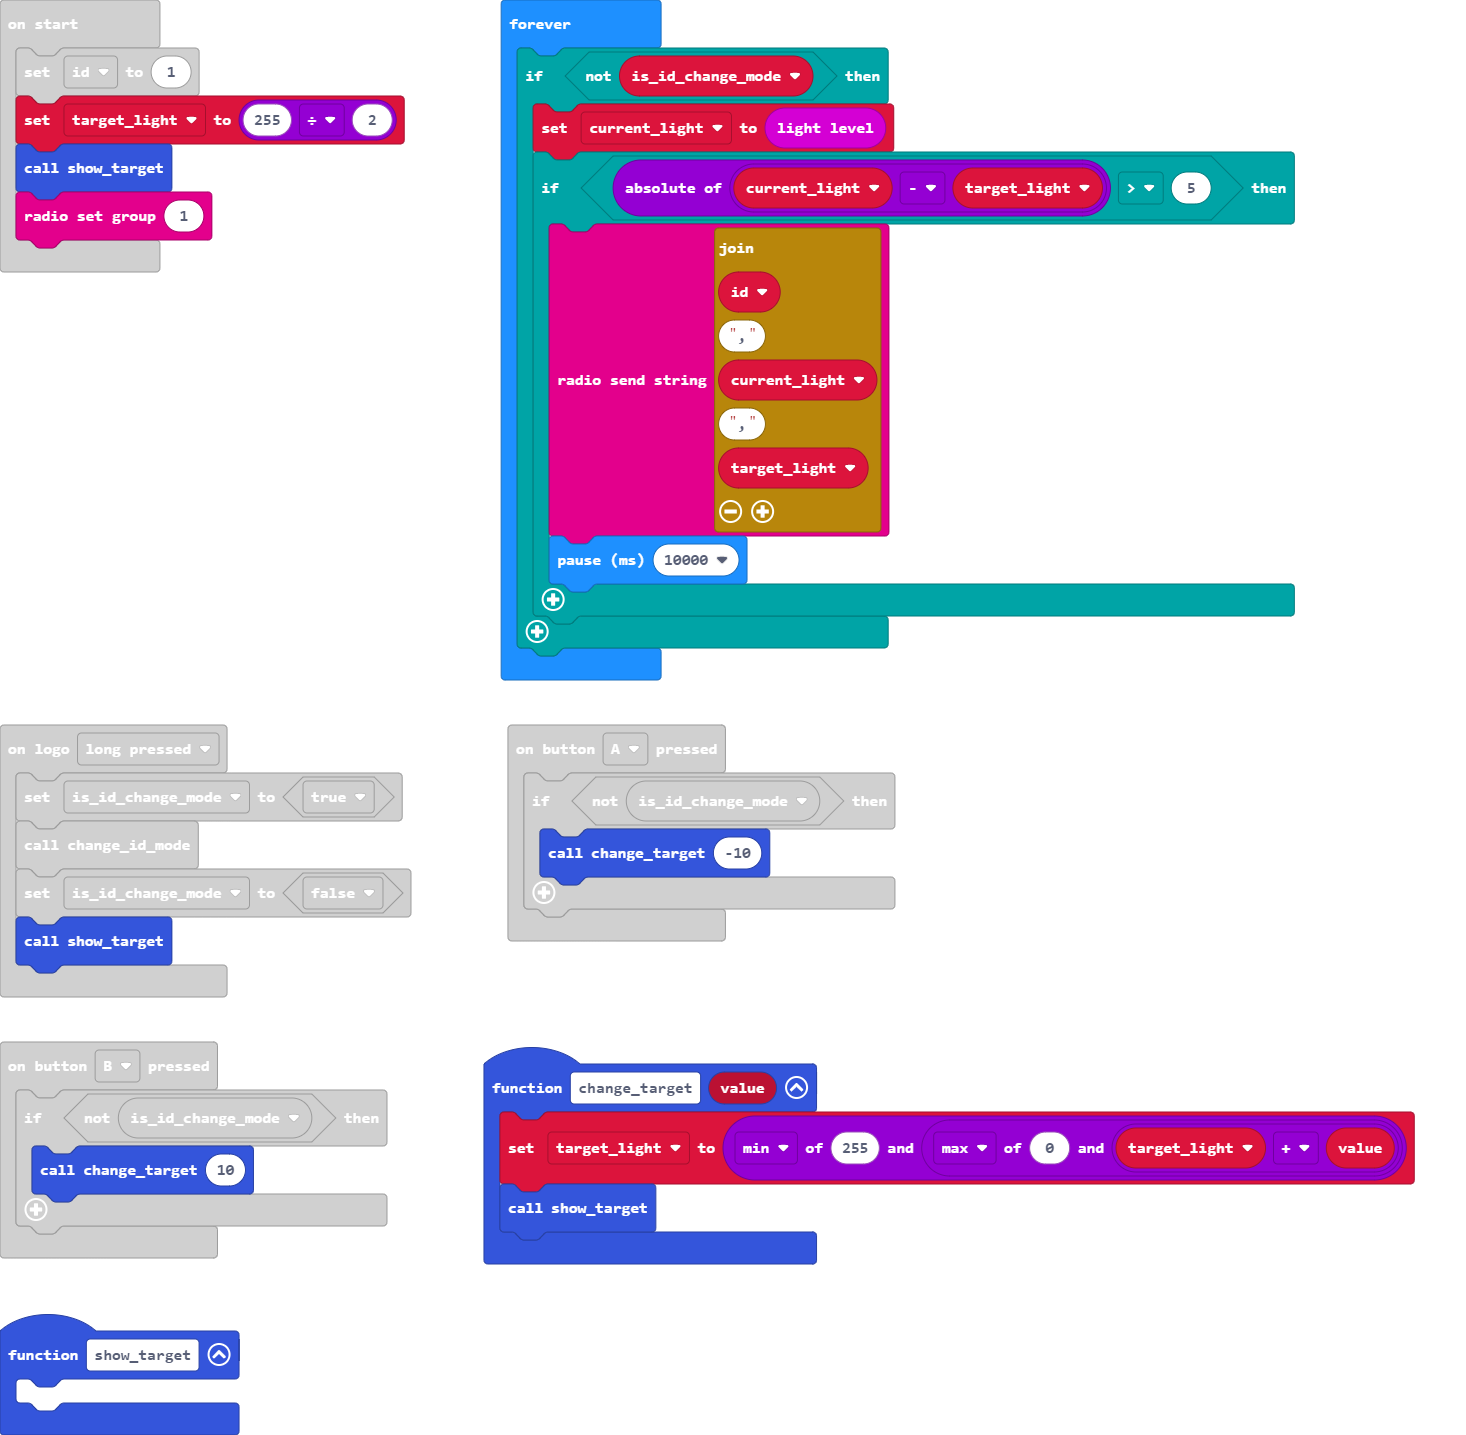 on start
set id to 1
set target_light to 255 ÷ 2
call show_target
radio set group 1
forever
if not is_id_change_mode then
set current_light to light level
if absolute of current_light - target_light > 5 then
radio send string join
id
","
current_light
","
target_light
pause (ms) 10000
on logo long pressed
set is_id_change_mode to true
call change_id_mode
set is_id_change_mode to false
call show_target
on button A pressed
if not is_id_change_mode then
call change_target -10
on button B pressed
if not is_id_change_mode then
call change_target 10
function change_target value
set target_light to min of 255 and max of 0 and target_light + value
call show_target
function show_target